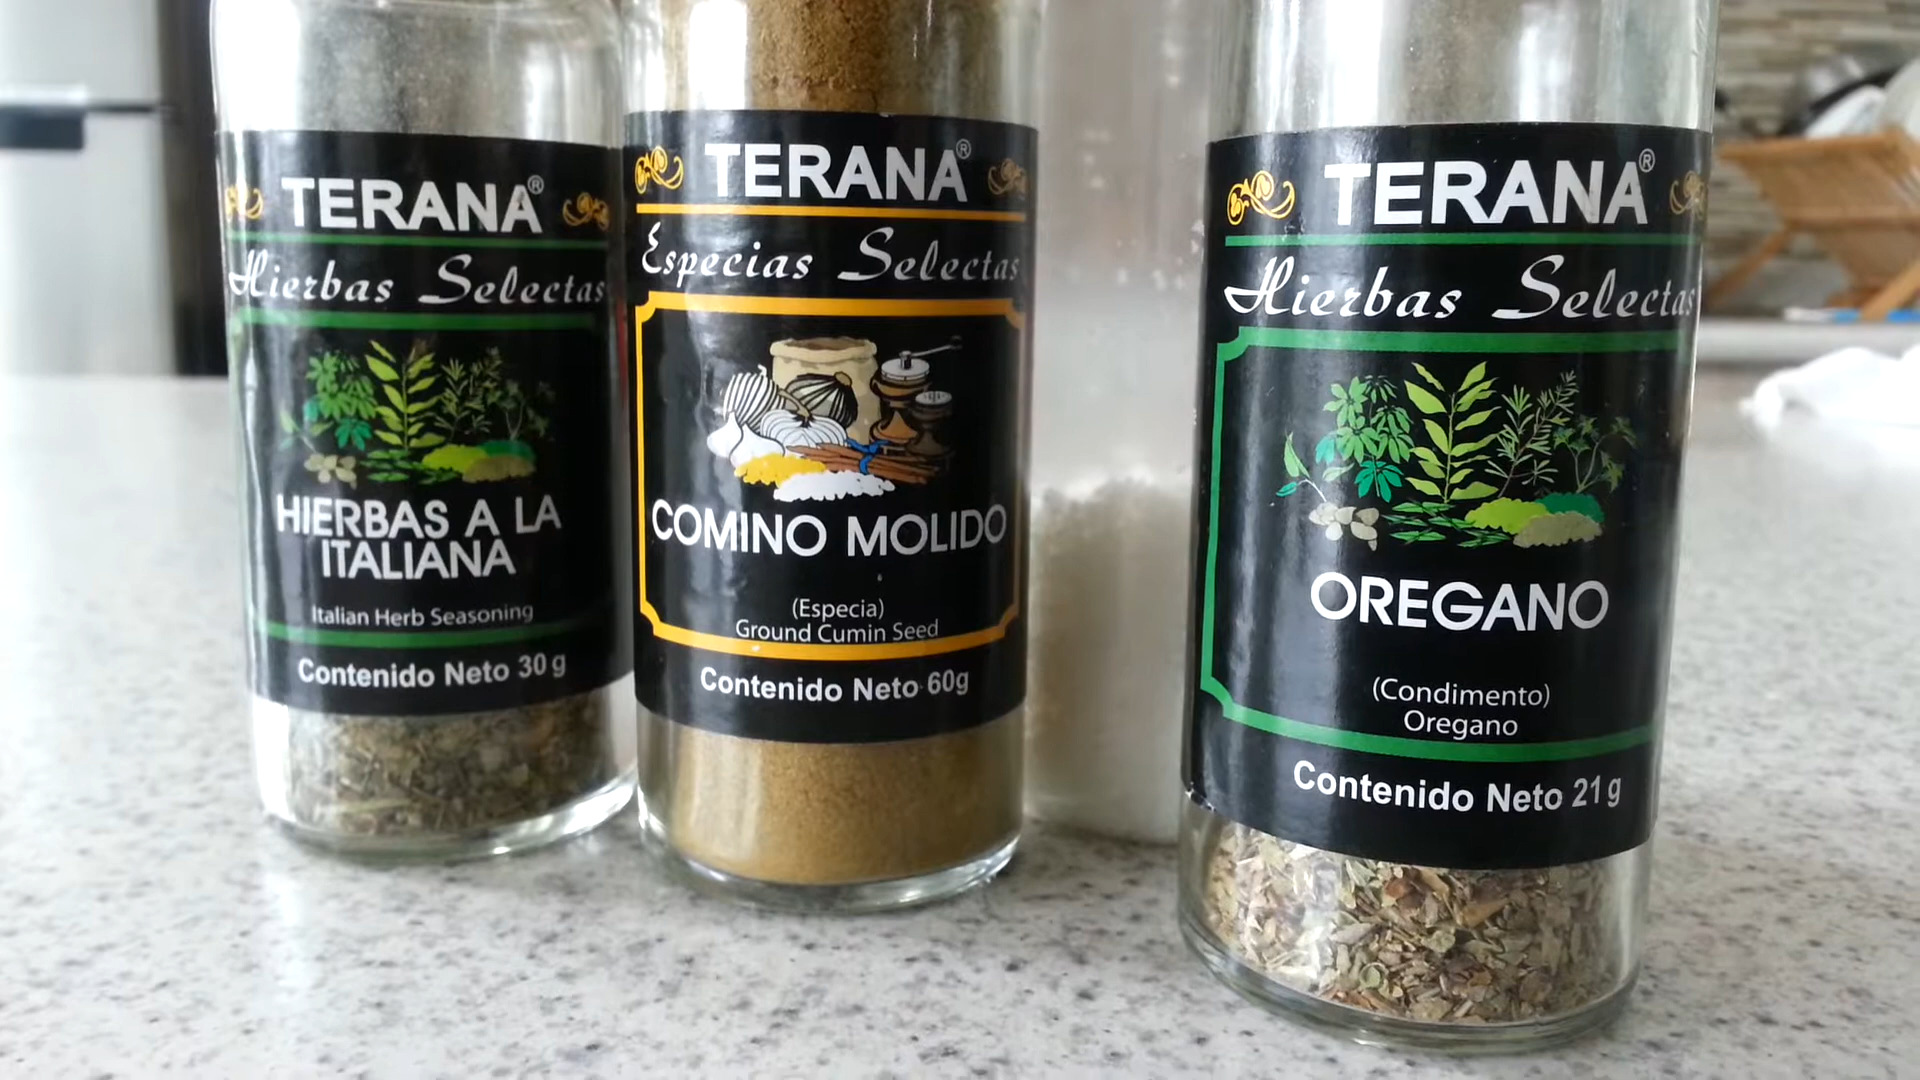 TERANA®
Hierbas Selectas
HIERBAS A LA
ITALIANA
Italian Herb Seasoning
Contenido Neto 30 g
TERANA®
Especias Selectas
COMINO MOLIDO
(Especia)
Ground Cumin Seed
Contenido Neto 60g
TERANA®
Hierbas Selectas
OREGANO
(Condimento)
Oregano
Contenido Neto 21 g